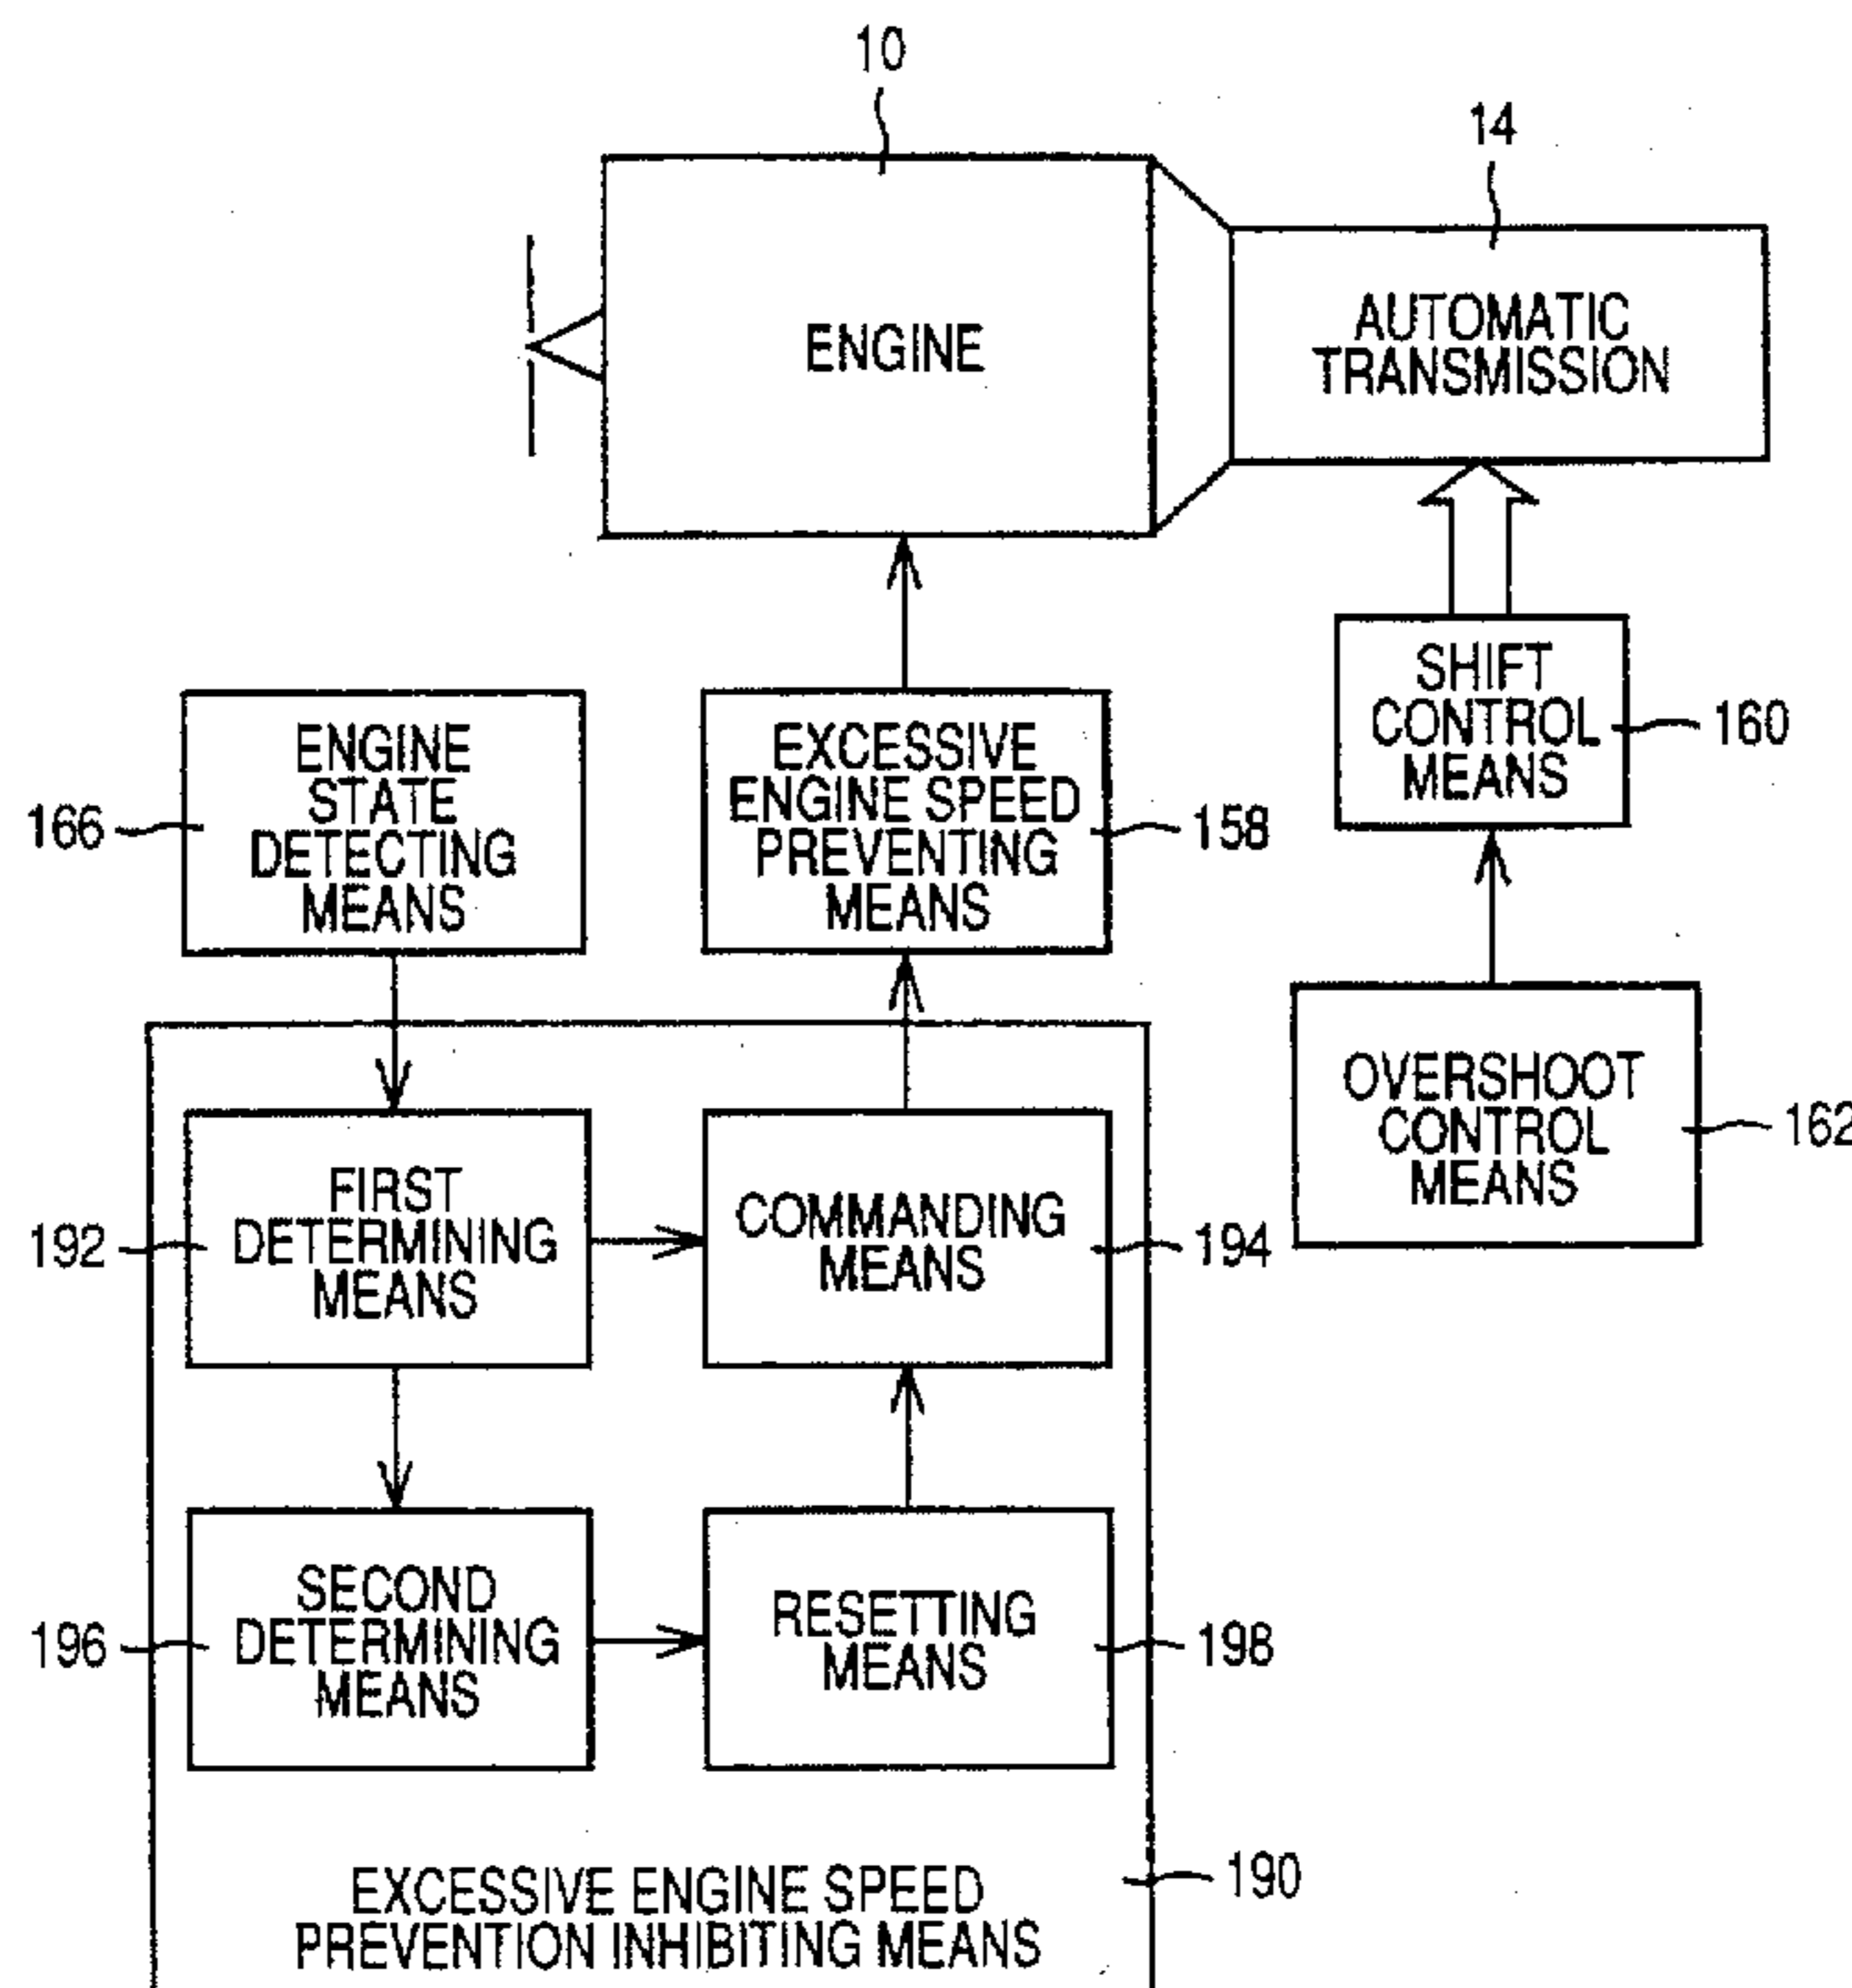 10
14
ENGINE
AUTOMATIC
TRANSMISSION
SHIFT
CONTROL
MEANS
160
ENGINE
STATE
DETECTING
MEANS
166
EXCESSIVE
ENGINE SPEED
PREVENTING
MEANS
158
OVERSHOOT
CONTROL
MEANS
162
192
FIRST
DETERMINING
MEANS
COMMANDING
MEANS
194
196
SECOND
DETERMINING
MEANS
RESETTING
MEANS
198
EXCESSIVE ENGINE SPEED
PREVENTION INHIBITING MEANS
190